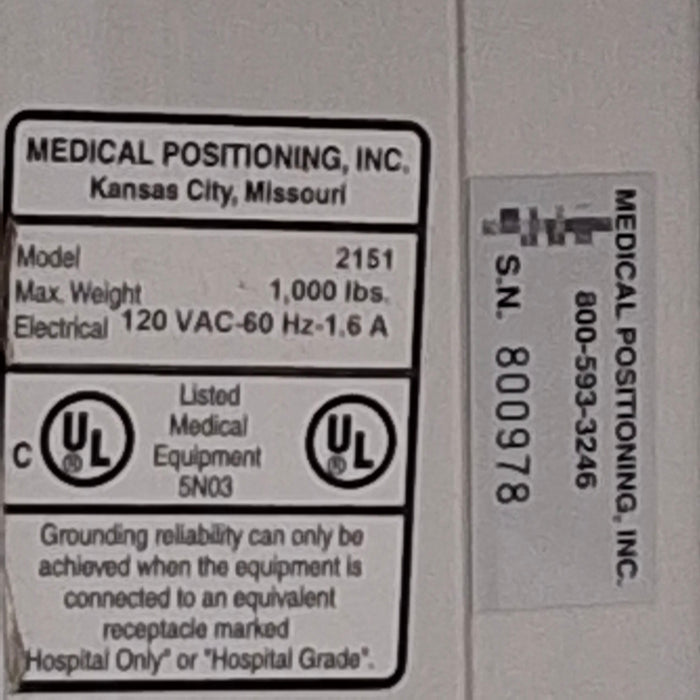 MEDICAL POSITIONING, INC.
Kansas City, Missouri
Model 2151
Max. Weight 1,000 lbs.
Electrical 120 VAC-60 Hz-1.6 A
C UL® Listed UL®
Medical
Equipment
5N03
Grounding reliability can only be
achieved when the equipment is
connected to an equivalent
receptacle marked
Hospital Only" or "Hospital Grade".
MEDICAL POSITIONING, INC.
800-593-3246
S.N. 800978